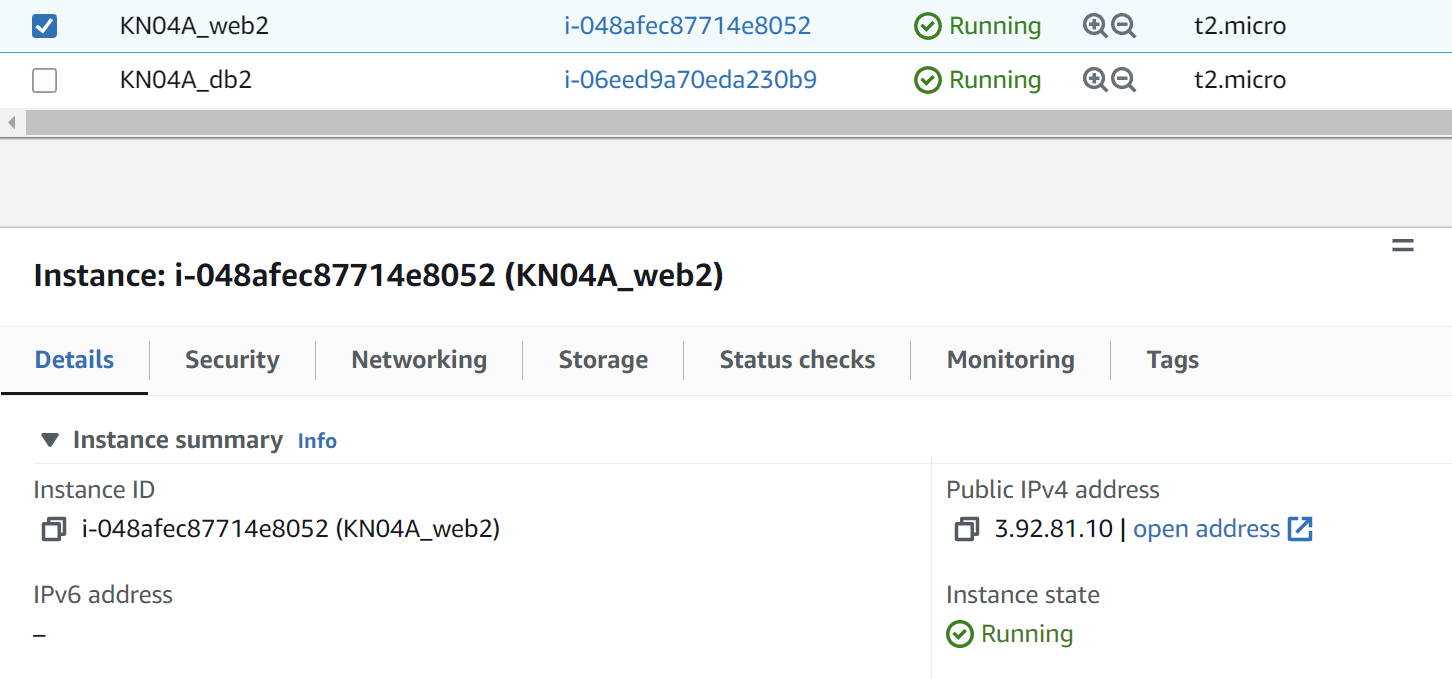 KN04A_web2 i-048afec87714e8052 Running t2.micro
KN04A_db2 i-06eed9a70eda230b9 Running t2.micro
Instance: i-048afec87714e8052 (KN04A_web2)
Details Security Networking Storage Status checks Monitoring Tags
Instance summary Info
Instance ID Public IPv4 address
i-048afec87714e8052 (KN04A_web2) 3.92.81.10 | open address
IPv6 address Instance state
– Running